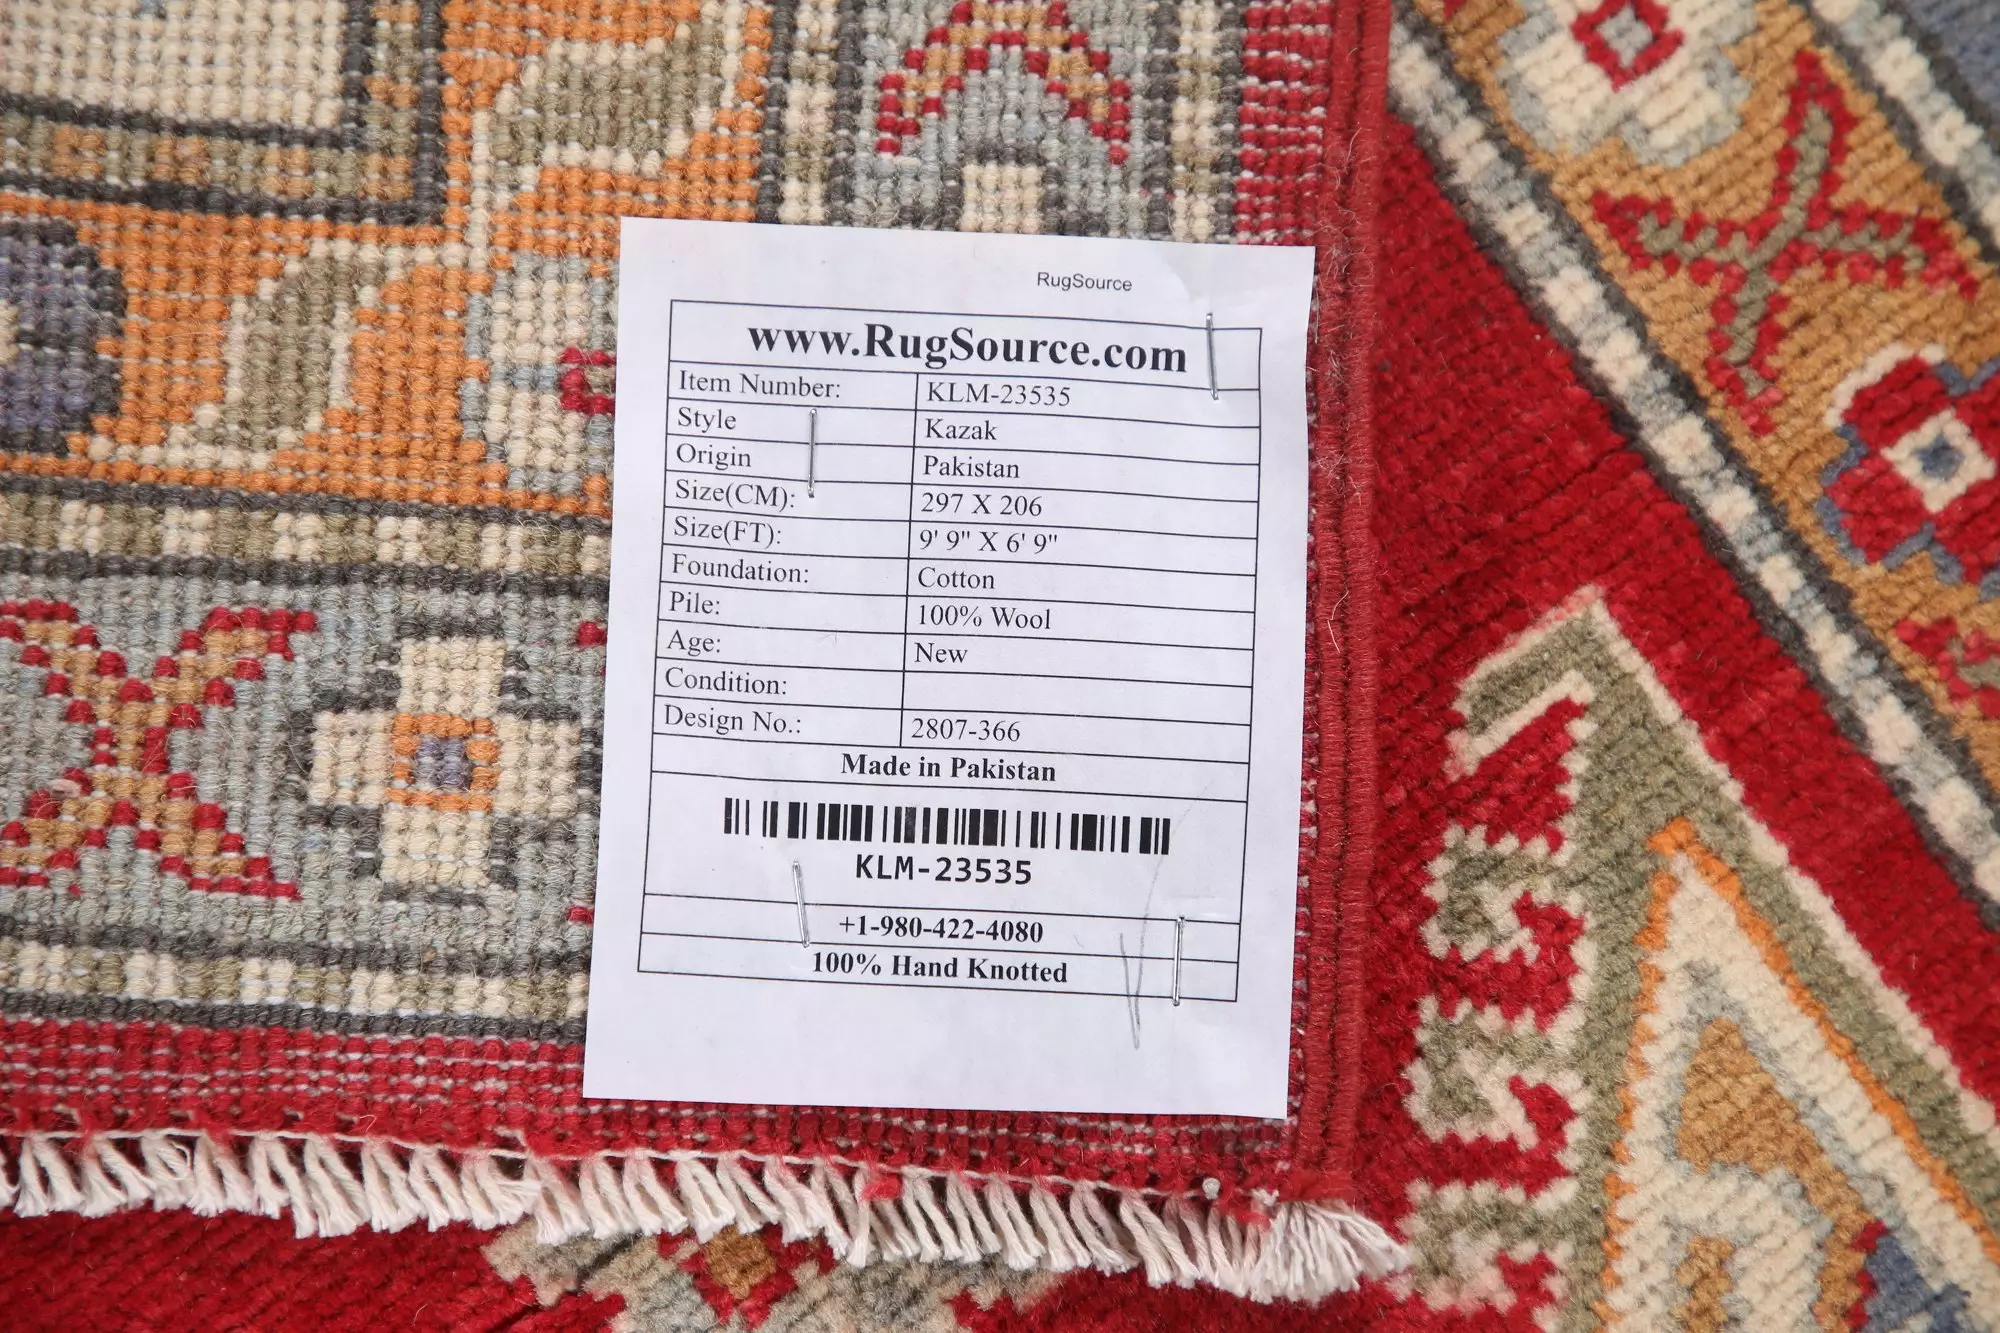 RugSource
www.RugSource.com
Item Number: KLM-23535
Style Kazak
Origin Pakistan
Size(CM): 297 X 206
Size(FT): 9' 9" X 6' 9"
Foundation: Cotton
Pile: 100% Wool
Age: New
Condition:
Design No.: 2807-366
Made in Pakistan
KLM-23535
+1-980-422-4080
100% Hand Knotted